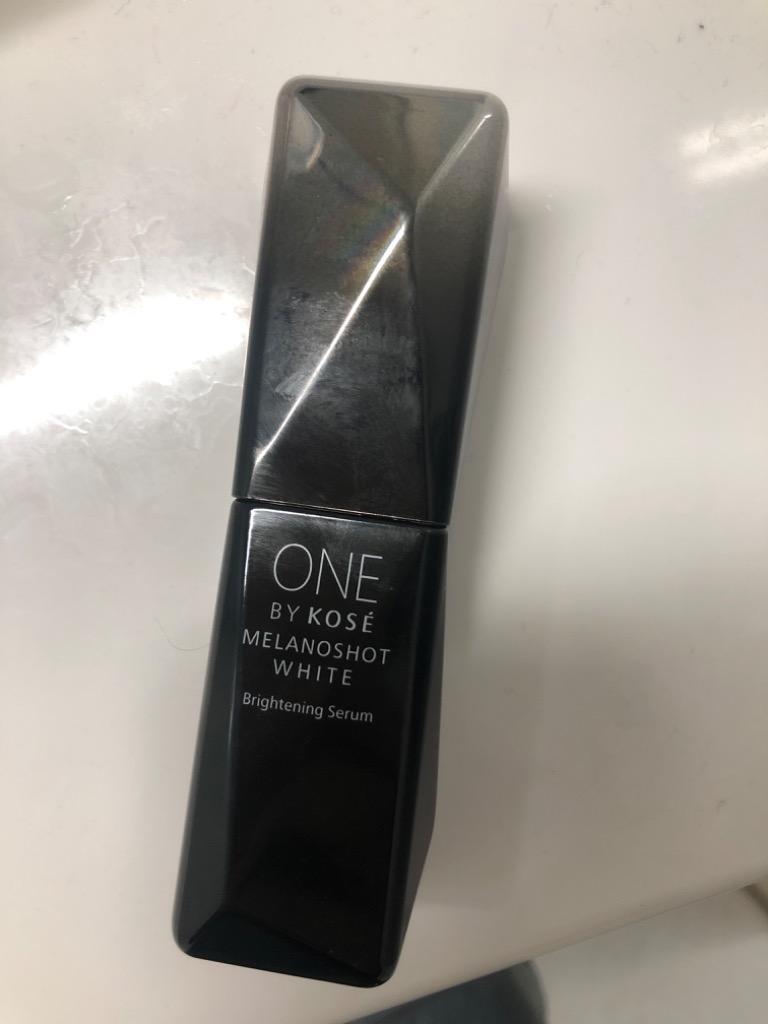 ONE
BY KOSÉ
MELANOSHOT
WHITE
Brightening Serum